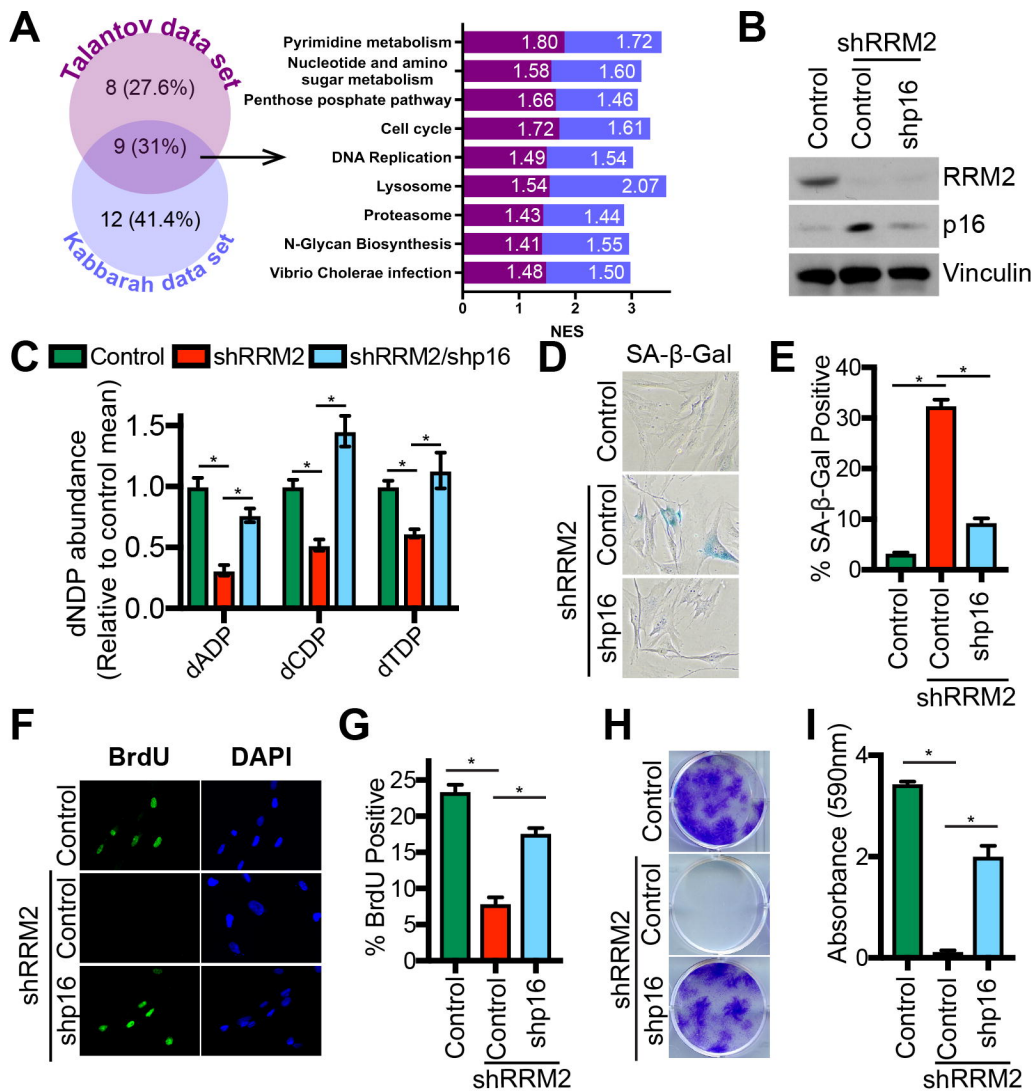 A
Talantov data set
8 (27.6%)
9 (31%)
12 (41.4%)
Kabbarah data set
Pyrimidine metabolism
1.80
1.72
Nucleotide and amino
sugar metabolism
1.58
1.60
Penthose posphate pathway
1.66
1.46
Cell cycle
1.72
1.61
DNA Replication
1.49
1.54
Lysosome
1.54
2.07
Proteasome
1.43
1.44
N-Glycan Biosynthesis
1.41
1.55
Vibrio Cholerae infection
1.48
1.50
0
1
2
3
NES
B
shRRM2
Control
Control
shp16
RRM2
p16
Vinculin
C
Control
shRRM2
shRRM2/shp16
dNDP abundance
(Relative to control mean)
1.5
1.0
0.5
0.0
*
*
*
*
*
*
dADP
dCDP
dTDP
D
SA-β-Gal
Control
Control
shp16
shRRM2
E
% SA-β-Gal Positive
40
30
20
10
0
*
*
Control
Control
shp16
shRRM2
F
BrdU
DAPI
Control
Control
shp16
shRRM2
G
% BrdU Positive
25
20
15
10
5
0
*
*
Control
Control
shp16
shRRM2
H
Control
Control
shp16
shRRM2
I
Absorbance (590nm)
4
2
0
*
*
Control
Control
shp16
shRRM2